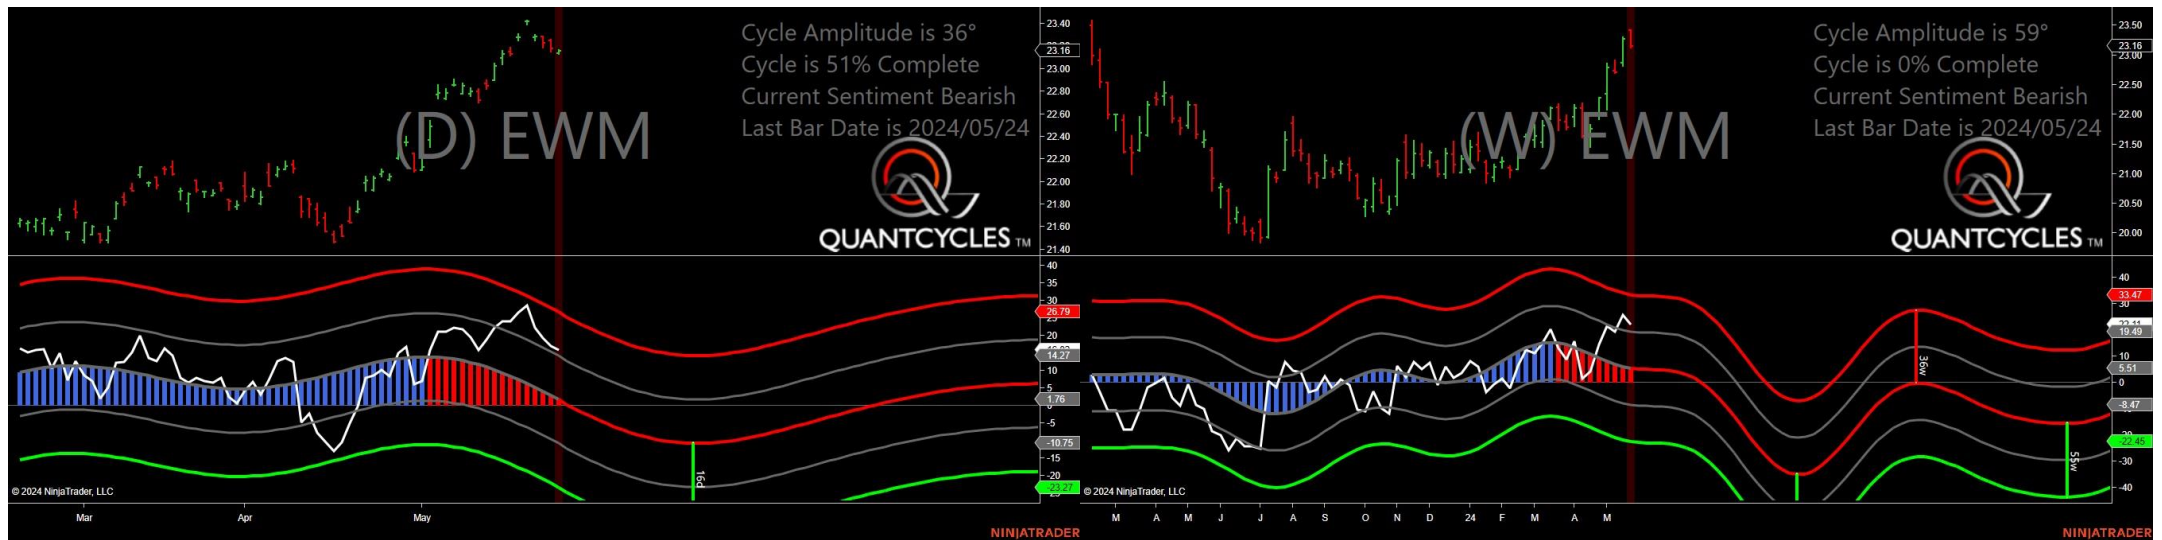 Cycle Amplitude is 36°
Cycle is 51% Complete
Current Sentiment Bearish
Last Bar Date is 2024/05/24
(D) EWM
QUANTCYCLES TM
23.40
23.16
23.00
22.80
22.60
22.40
22.20
22.00
21.80
21.60
21.40
40
35
30
26.79
25
20
14.27
10
5
1.76
0
-5
-10.75
-15
-20
-23.27
16d
© 2024 NinjaTrader, LLC
Mar Apr May
NINJATRADER
Cycle Amplitude is 59°
Cycle is 0% Complete
Current Sentiment Bearish
Last Bar Date is 2024/05/24
(W) EWM
QUANTCYCLES TM
23.50
23.16
23.00
22.50
22.00
21.50
21.00
20.50
20.00
40
33.47
30
22.11
19.49
10
5.51
0
-8.47
-22.45
-30
-40
36w
55w
© 2024 NinjaTrader, LLC
M A M J J A S O N D 24 F M A M
NINJATRADER